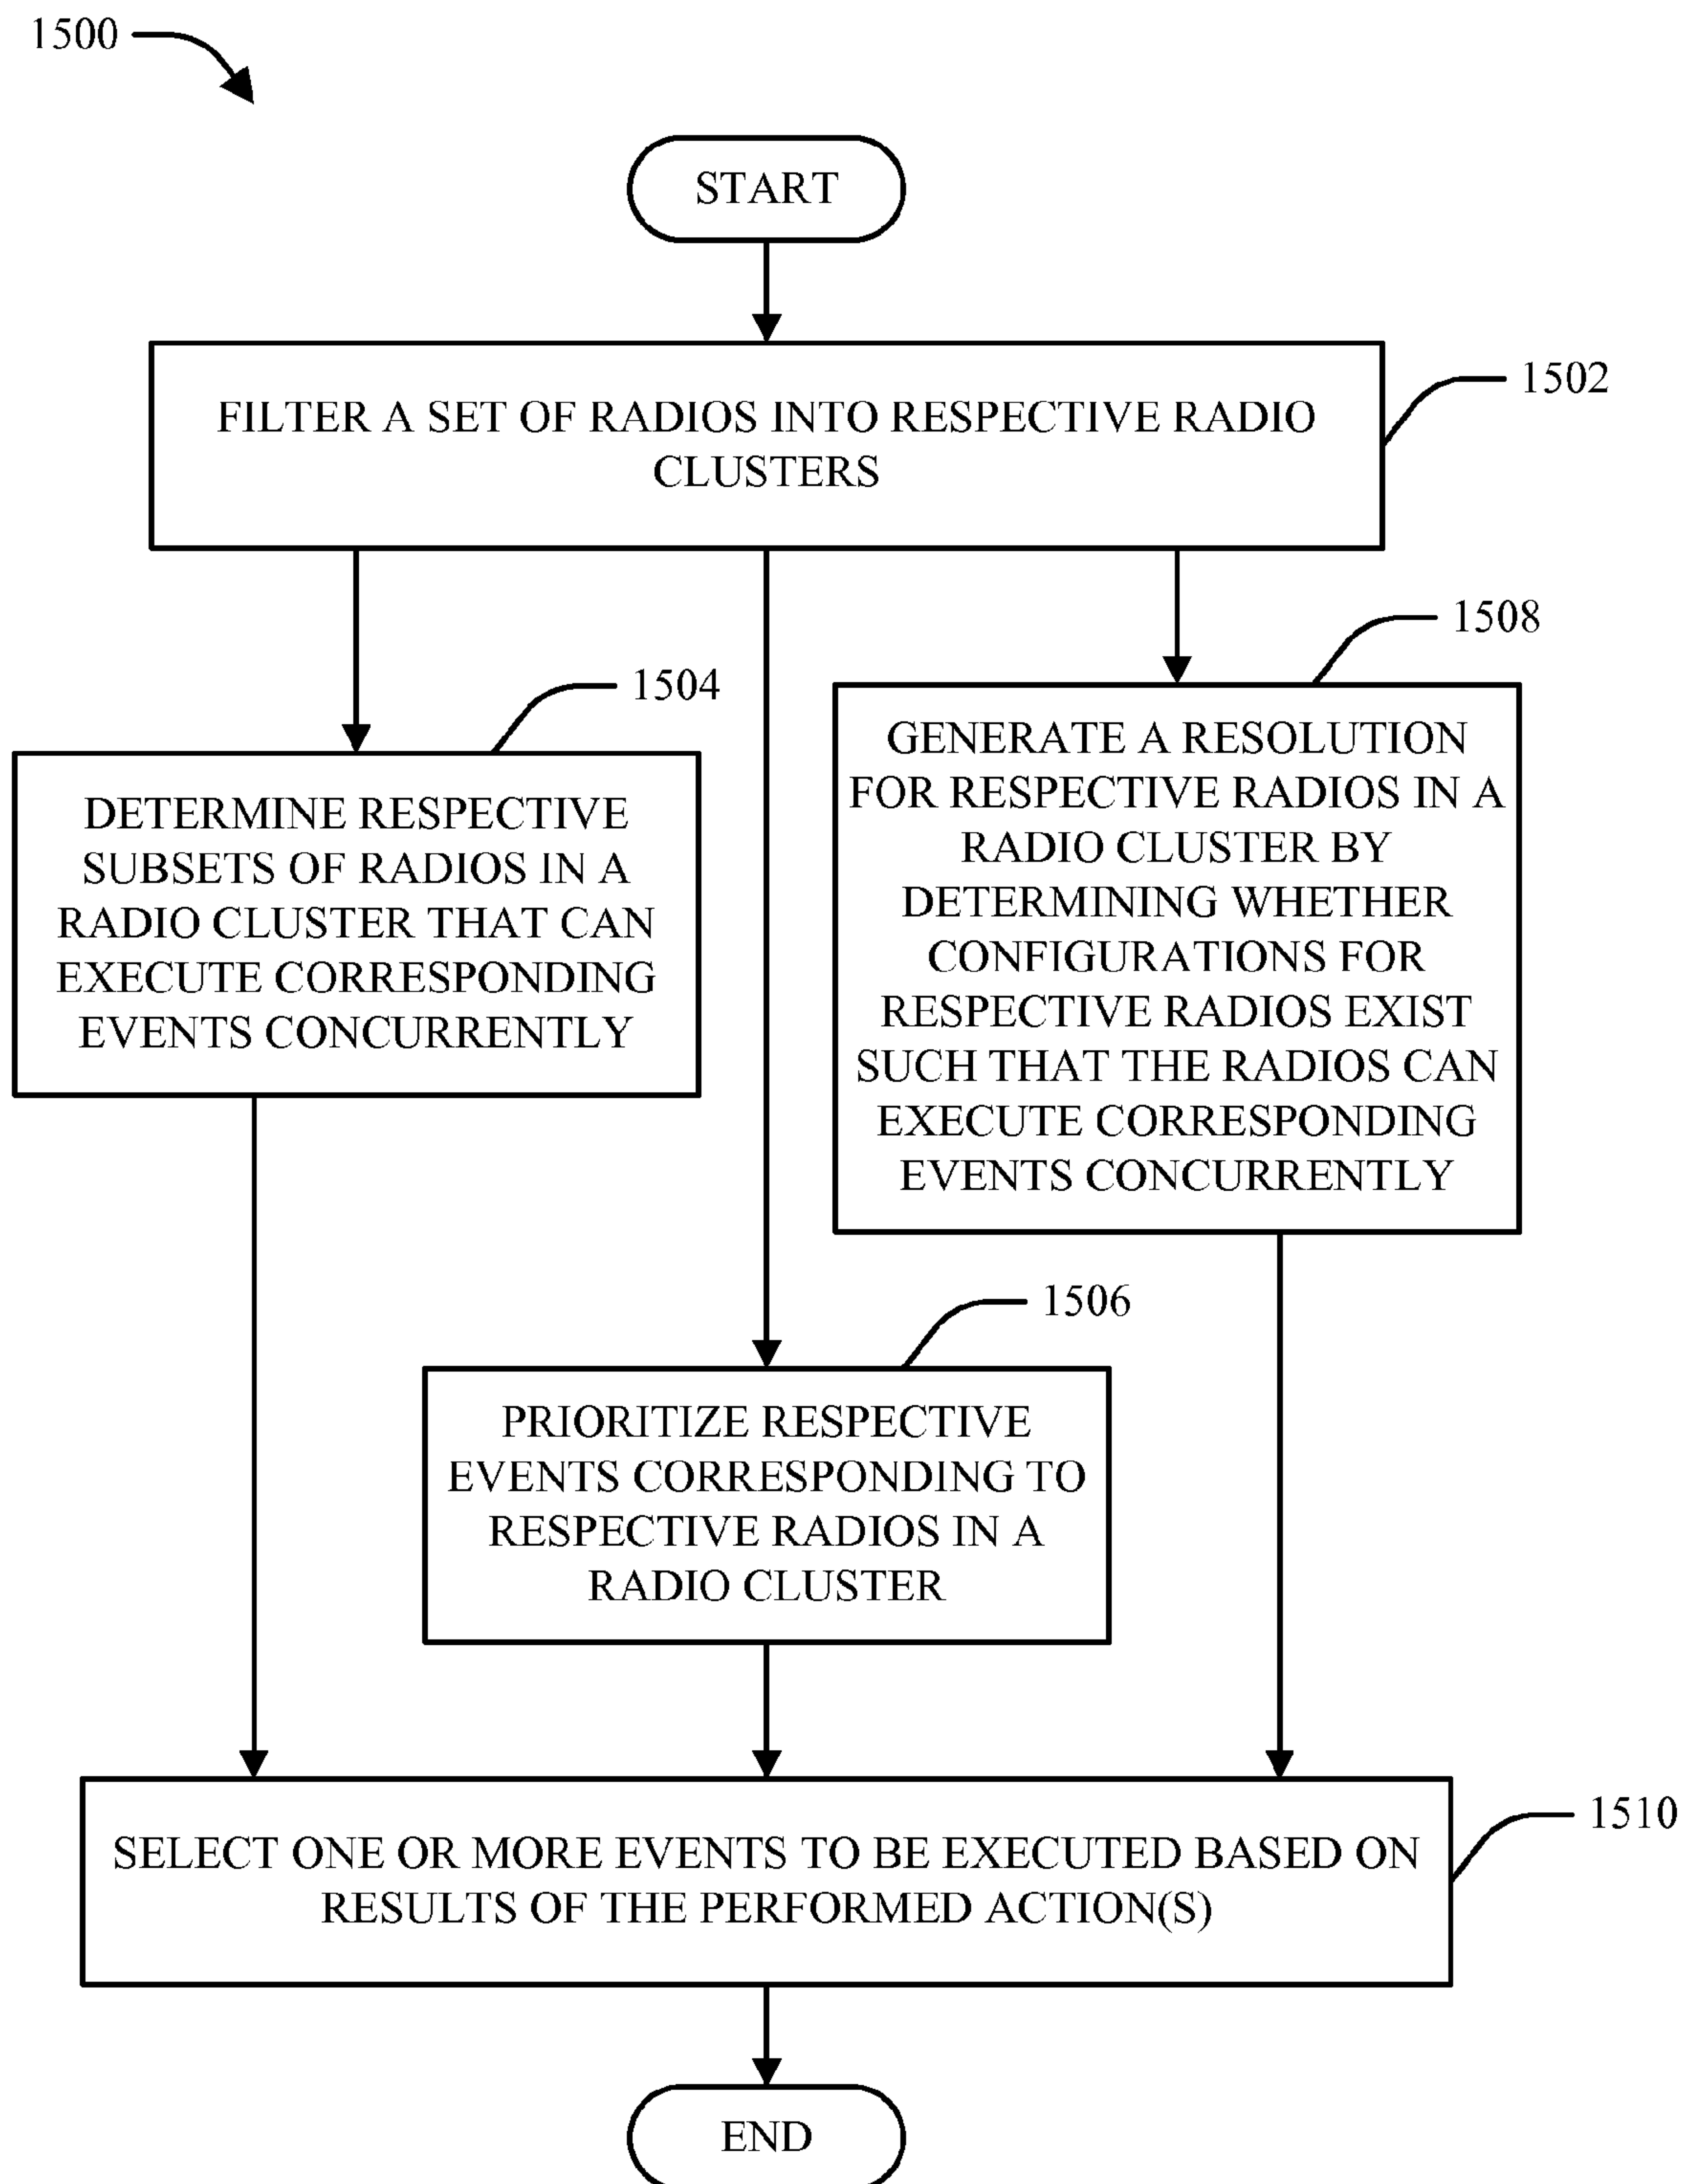 1500
START
FILTER A SET OF RADIOS INTO RESPECTIVE RADIO
CLUSTERS
1502
1504
DETERMINE RESPECTIVE
SUBSETS OF RADIOS IN A
RADIO CLUSTER THAT CAN
EXECUTE CORRESPONDING
EVENTS CONCURRENTLY
1508
GENERATE A RESOLUTION
FOR RESPECTIVE RADIOS IN A
RADIO CLUSTER BY
DETERMINING WHETHER
CONFIGURATIONS FOR
RESPECTIVE RADIOS EXIST
SUCH THAT THE RADIOS CAN
EXECUTE CORRESPONDING
EVENTS CONCURRENTLY
1506
PRIORITIZE RESPECTIVE
EVENTS CORRESPONDING TO
RESPECTIVE RADIOS IN A
RADIO CLUSTER
1510
SELECT ONE OR MORE EVENTS TO BE EXECUTED BASED ON
RESULTS OF THE PERFORMED ACTION(S)
END